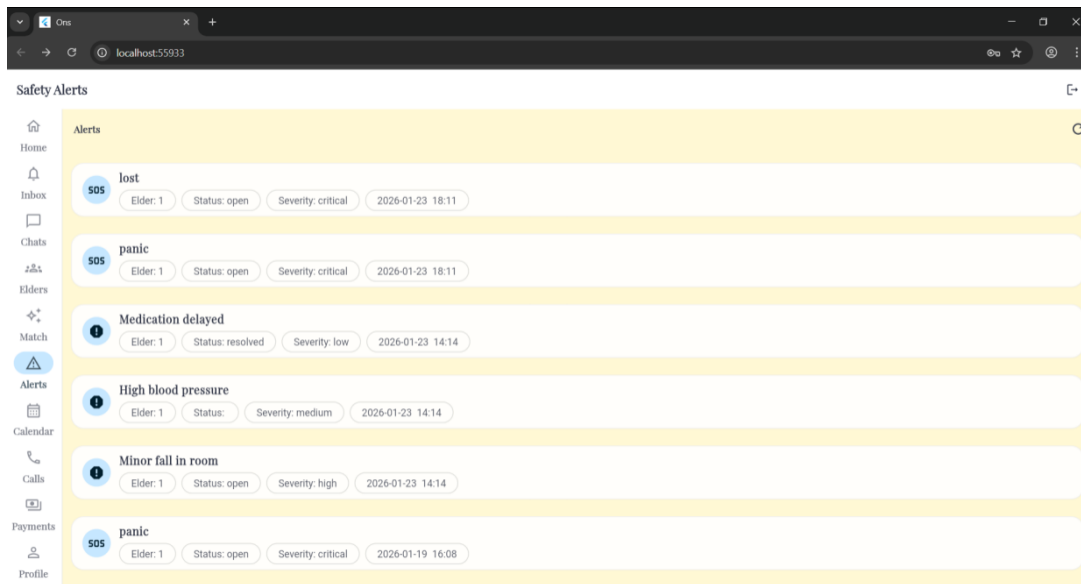 Ons
localhost:55933
Safety Alerts
Home
Inbox
Chats
Elders
Match
Alerts
Calendar
Calls
Payments
Profile
Alerts
SOS
lost
Elder: 1
Status: open
Severity: critical
2026-01-23 18:11
SOS
panic
Elder: 1
Status: open
Severity: critical
2026-01-23 18:11
Medication delayed
Elder: 1
Status: resolved
Severity: low
2026-01-23 14:14
High blood pressure
Elder: 1
Status:
Severity: medium
2026-01-23 14:14
Minor fall in room
Elder: 1
Status: open
Severity: high
2026-01-23 14:14
SOS
panic
Elder: 1
Status: open
Severity: critical
2026-01-19 16:08